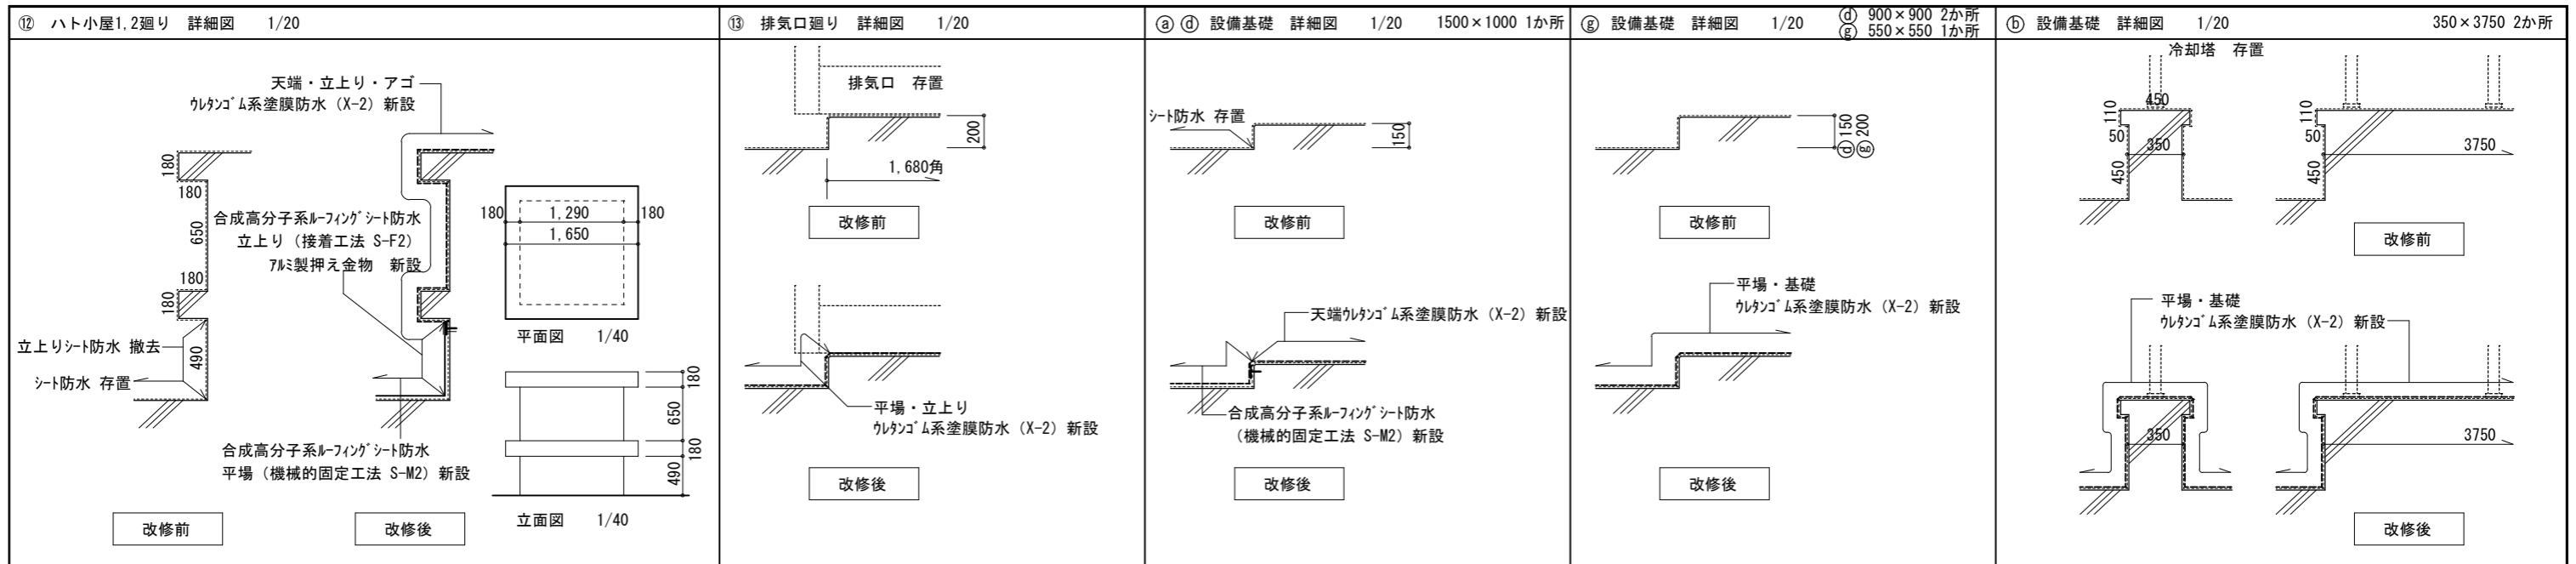 ⑫ ハト小屋1,2廻り 詳細図 1/20
天端・立上り・アゴ
ウレタンゴム系塗膜防水（X-2）新設
180
180
合成高分子系ルーフィングシート防水
立上り（接着工法 S-F2）
アルミ製押え金物 新設
650
180
180
立上りシート防水 撤去
490
シート防水 存置
合成高分子系ルーフィングシート防水
平場（機械的固定工法 S-M2）新設
改修前
改修後
180
1,290
180
1,650
平面図 1/40
180
650
180
490
立面図 1/40
⑬ 排気口廻り 詳細図 1/20
排気口 存置
200
1,680角
改修前
平場・立上り
ウレタンゴム系塗膜防水（X-2）新設
改修後
ⓐ ⓓ 設備基礎 詳細図 1/20 1500×1000 1か所
シート防水 存置
150
改修前
天端ウレタンゴム系塗膜防水（X-2）新設
合成高分子系ルーフィングシート防水
（機械的固定工法 S-M2）新設
改修後
ⓖ 設備基礎 詳細図 1/20
ⓓ 900×900 2か所
ⓖ 550×550 1か所
ⓓ150
ⓖ200
改修前
平場・基礎
ウレタンゴム系塗膜防水（X-2）新設
改修後
ⓑ 設備基礎 詳細図 1/20 350×3750 2か所
冷却塔 存置
110
450
50
350
450
110
50
3750
450
改修前
平場・基礎
ウレタンゴム系塗膜防水（X-2）新設
350
3750
改修後